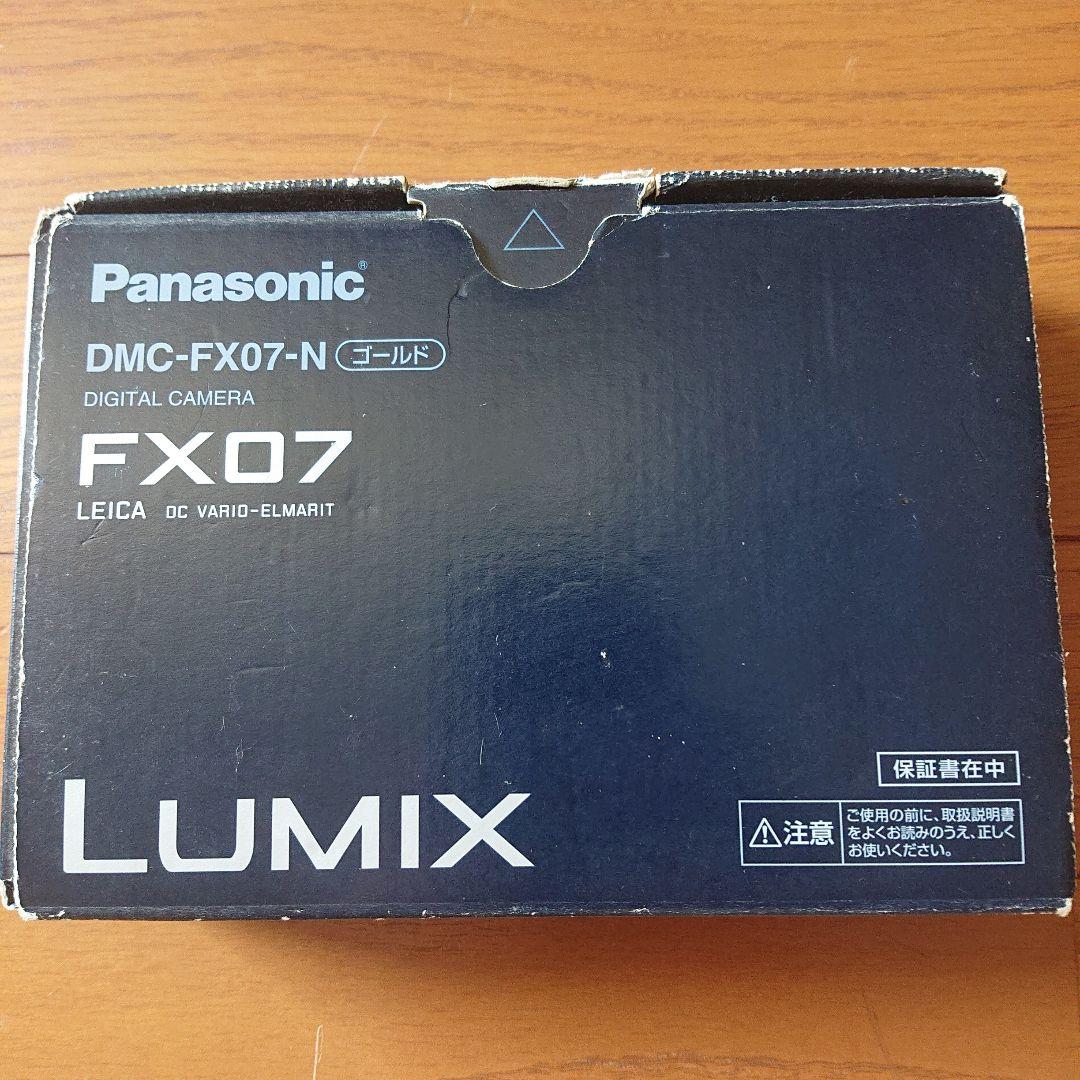 Panasonic®
DMC-FX07-N ゴールド
DIGITAL CAMERA
FX07
LEICA DC VARIO-ELMARIT
LUMIX
保証書在中
注意
ご使用の前に、取扱説明書
をよくお読みのうえ、正しく
お使いください。